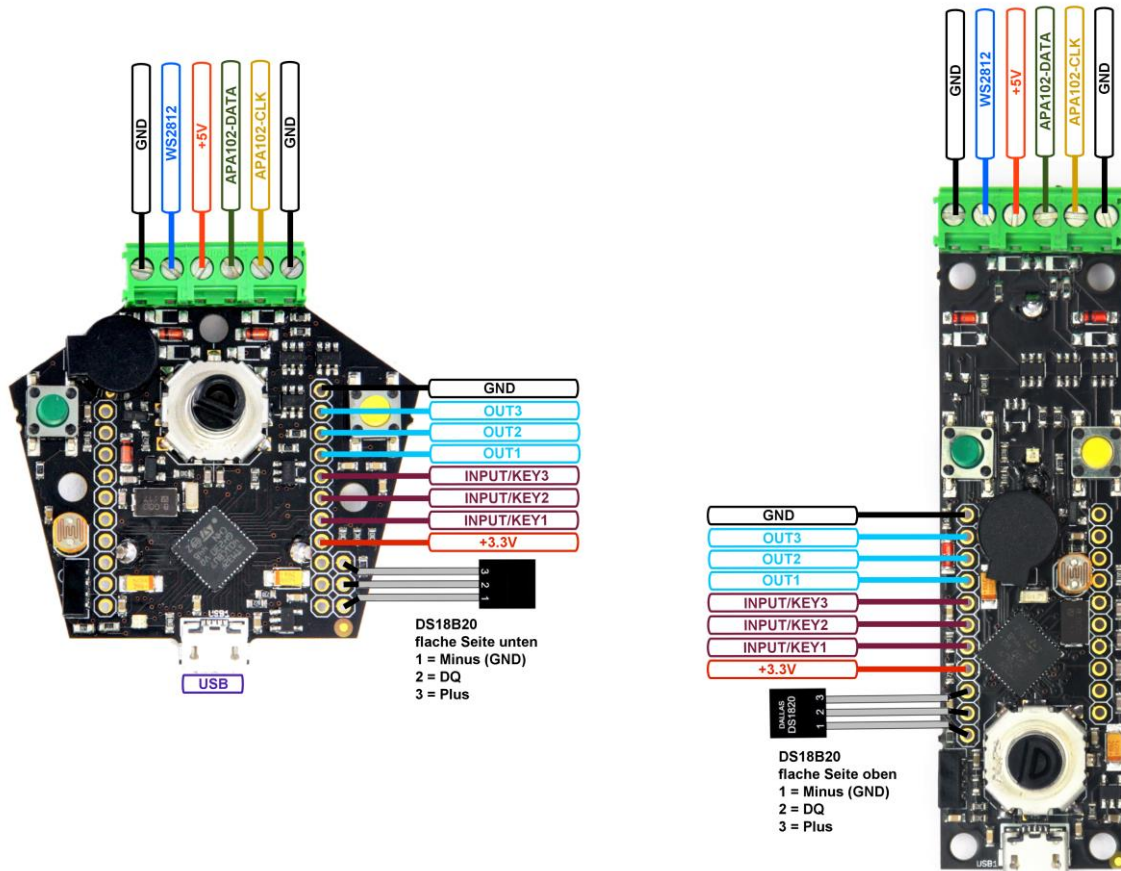 GND
WS2812
+5V
APA102-DATA
APA102-CLK
GND
GND
OUT3
OUT2
OUT1
INPUT/KEY3
INPUT/KEY2
INPUT/KEY1
+3.3V
3
2
1
DS18B20
flache Seite unten
1 = Minus (GND)
2 = DQ
3 = Plus
USB1
USB
GND
WS2812
+5V
APA102-DATA
APA102-CLK
GND
GND
OUT3
OUT2
OUT1
INPUT/KEY3
INPUT/KEY2
INPUT/KEY1
+3.3V
DALLAS
DS1820
3
2
1
DS18B20
flache Seite oben
1 = Minus (GND)
2 = DQ
3 = Plus
USB1